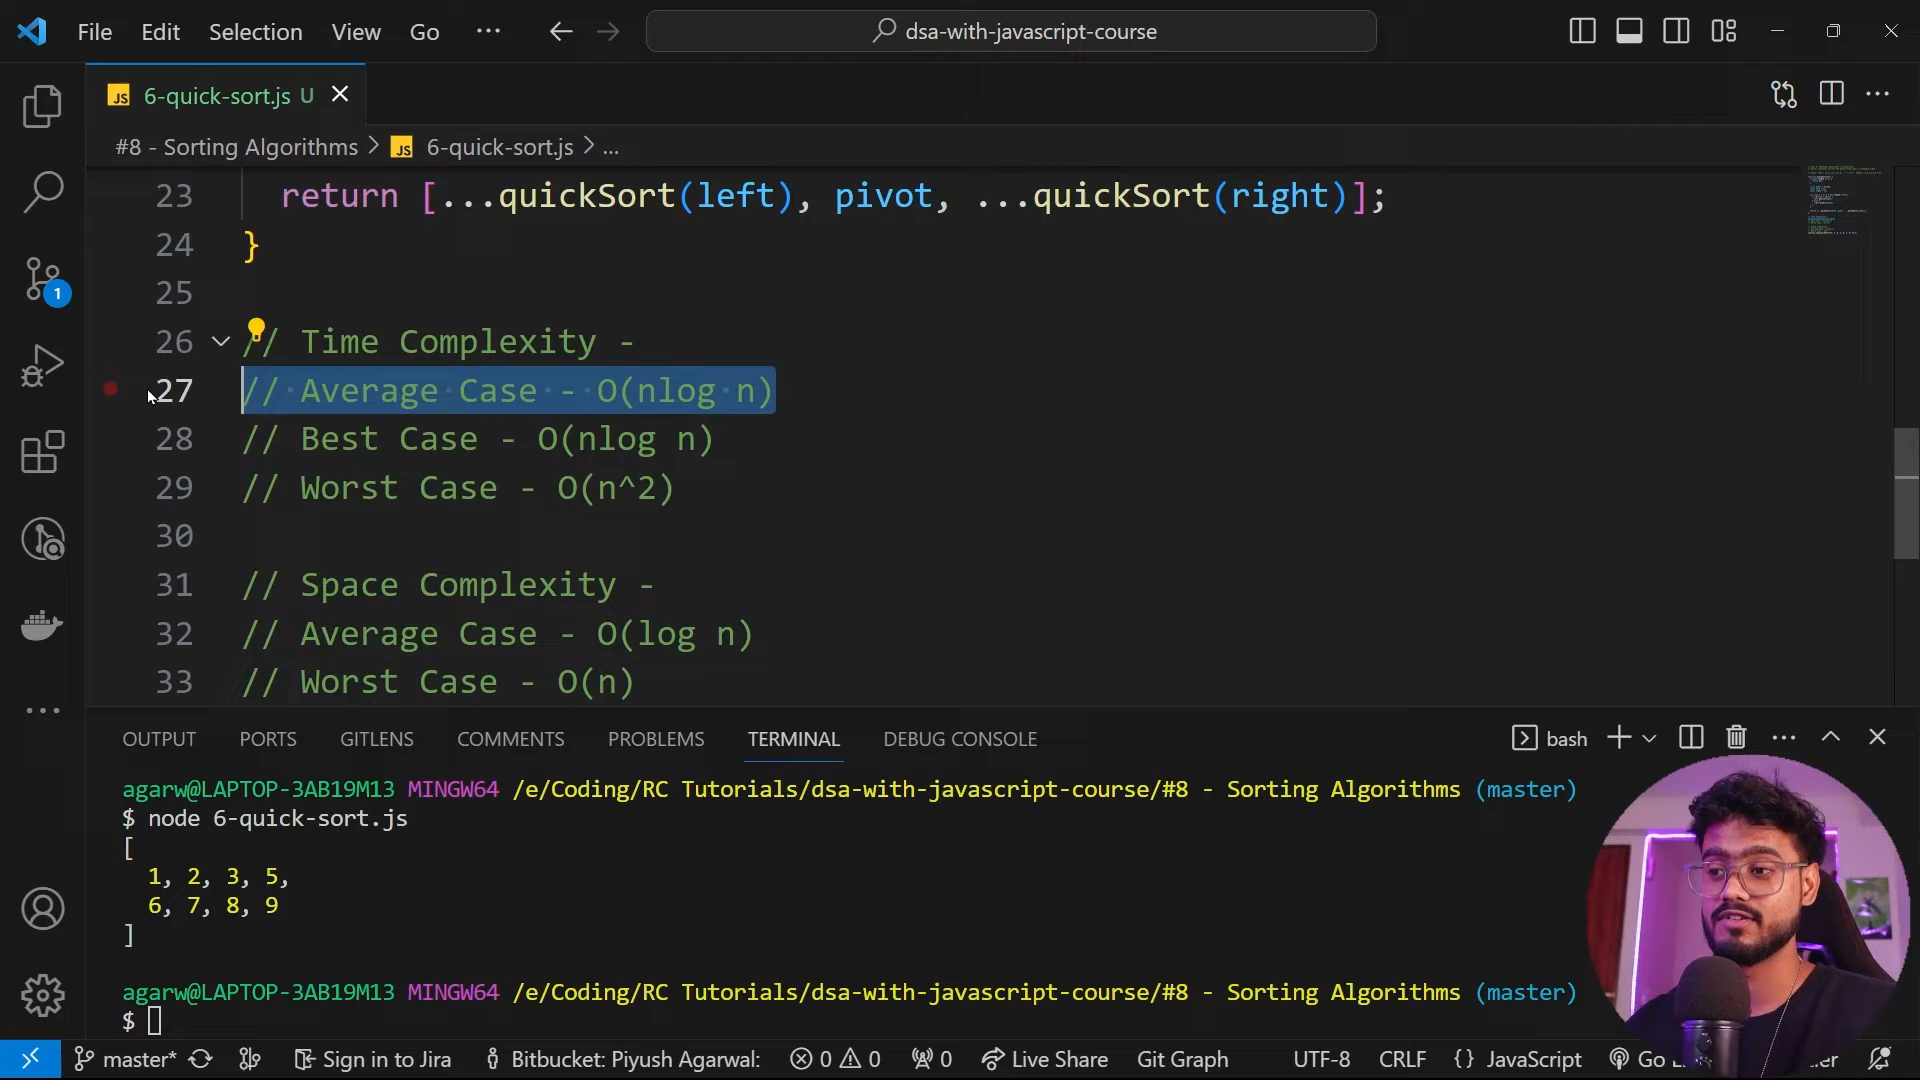 File Edit Selection View Go ... dsa-with-javascript-course
JS 6-quick-sort.js U
#8 - Sorting Algorithms > JS 6-quick-sort.js > ...
23 return [...quickSort(left), pivot, ...quickSort(right)];
24 }
25
26 // Time Complexity -
27 // Average Case - O(nlog n)
28 // Best Case - O(nlog n)
29 // Worst Case - O(n^2)
30
31 // Space Complexity -
32 // Average Case - O(log n)
33 // Worst Case - O(n)
1
OUTPUT PORTS GITLENS COMMENTS PROBLEMS TERMINAL DEBUG CONSOLE bash
agarw@LAPTOP-3AB19M13 MINGW64 /e/Coding/RC Tutorials/dsa-with-javascript-course/#8 - Sorting Algorithms (master)
$ node 6-quick-sort.js
[
1, 2, 3, 5,
6, 7, 8, 9
]
agarw@LAPTOP-3AB19M13 MINGW64 /e/Coding/RC Tutorials/dsa-with-javascript-course/#8 - Sorting Algorithms (master)
$
master* Sign in to Jira Bitbucket: Piyush Agarwal: 0 0 0 Live Share Git Graph UTF-8 CRLF {} JavaScript Go